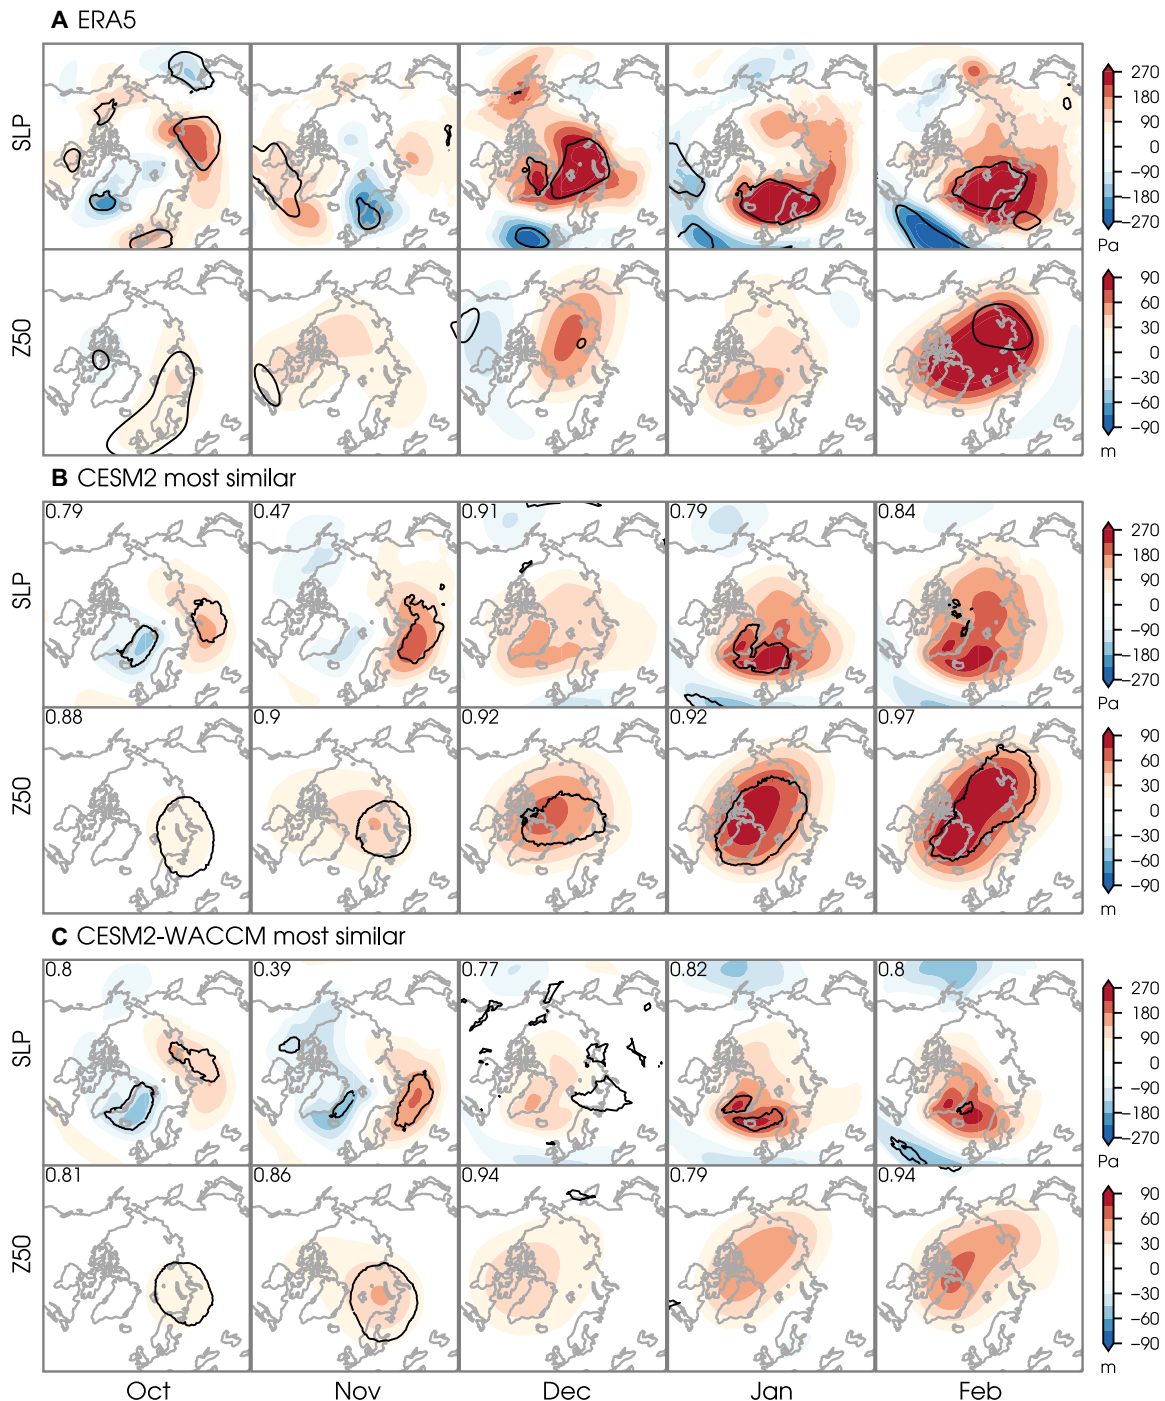 A ERA5
SLP
270
180
90
0
−90
−180
−270
Pa
Z50
90
60
30
0
−30
−60
−90
m
B CESM2 most similar
0.79 0.47 0.91 0.79 0.84
SLP
270
180
90
0
−90
−180
−270
Pa
0.88 0.9 0.92 0.92 0.97
Z50
90
60
30
0
−30
−60
−90
m
C CESM2-WACCM most similar
0.8 0.39 0.77 0.82 0.8
SLP
270
180
90
0
−90
−180
−270
Pa
0.81 0.86 0.94 0.79 0.94
Z50
90
60
30
0
−30
−60
−90
m
Oct Nov Dec Jan Feb